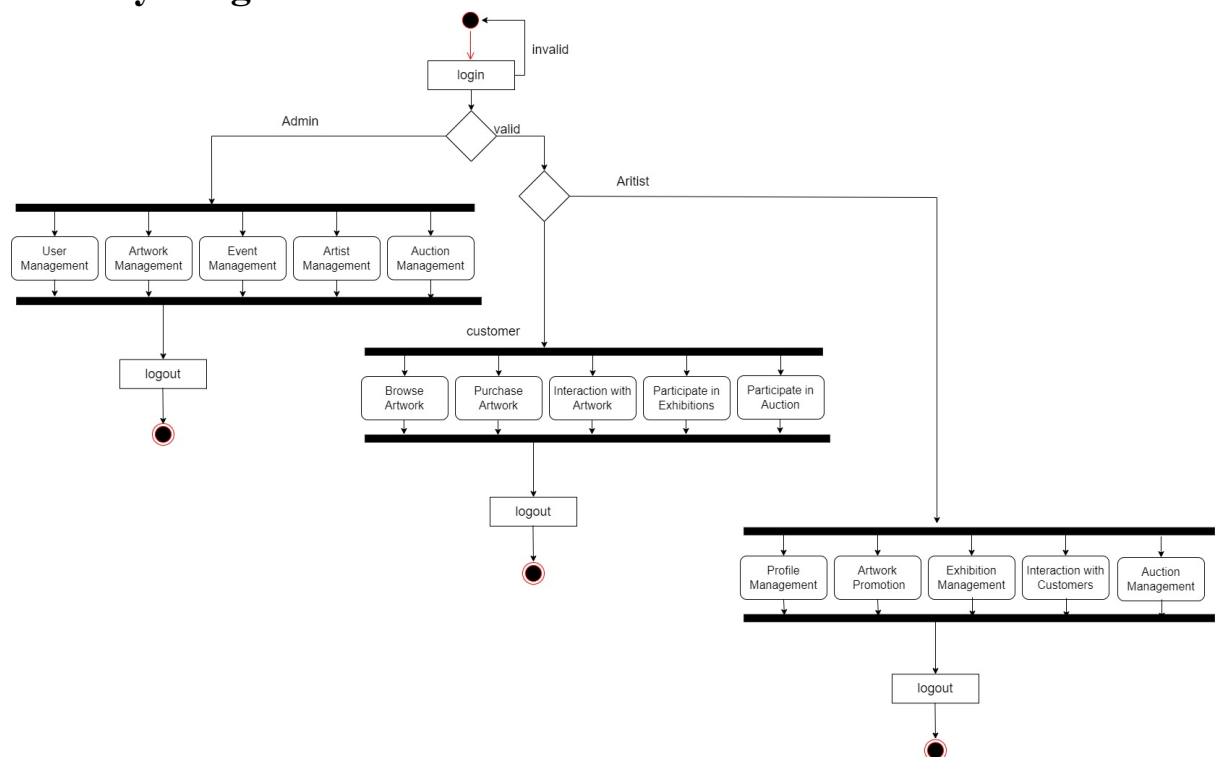 invalid
login
Admin
valid
Aritist
User
Management
Artwork
Management
Event
Management
Artist
Management
Auction
Management
customer
logout
Browse
Artwork
Purchase
Artwork
Interaction with
Artwork
Participate in
Exhibitions
Participate in
Auction
logout
Profile
Management
Artwork
Promotion
Exhibition
Management
Interaction with
Customers
Auction
Management
logout